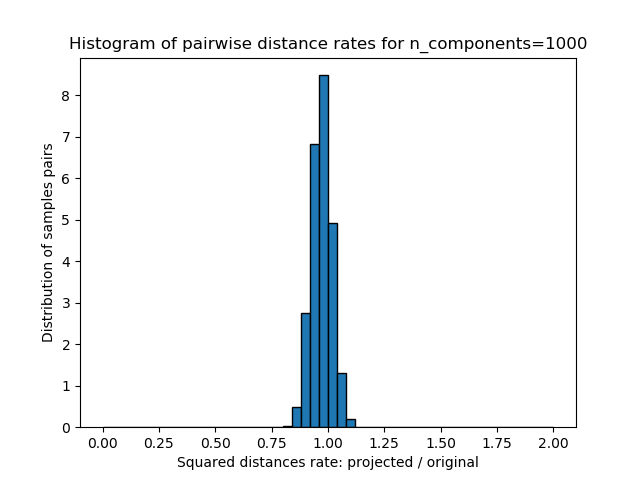 Histogram of pairwise distance rates for n_components=1000
Distribution of samples pairs
8
7
6
5
4
3
2
1
0
0.00 0.25 0.50 0.75 1.00 1.25 1.50 1.75 2.00
Squared distances rate: projected / original